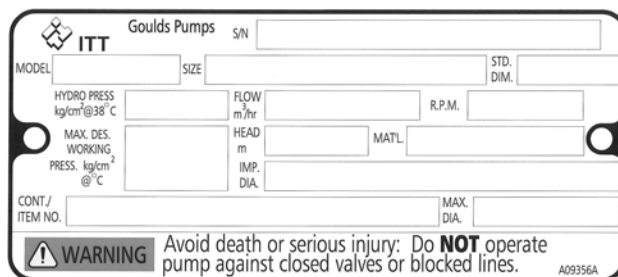 ITT Goulds Pumps S/N
MODEL SIZE STD. DIM.
HYDRO PRESS kg/cm²@38°C FLOW m³/hr R.P.M.
MAX. DES. WORKING PRESS. kg/cm² @°C HEAD m MAT'L.
IMP. DIA.
CONT./ ITEM NO. MAX. DIA.
WARNING Avoid death or serious injury: Do NOT operate
pump against closed valves or blocked lines.
A09356A